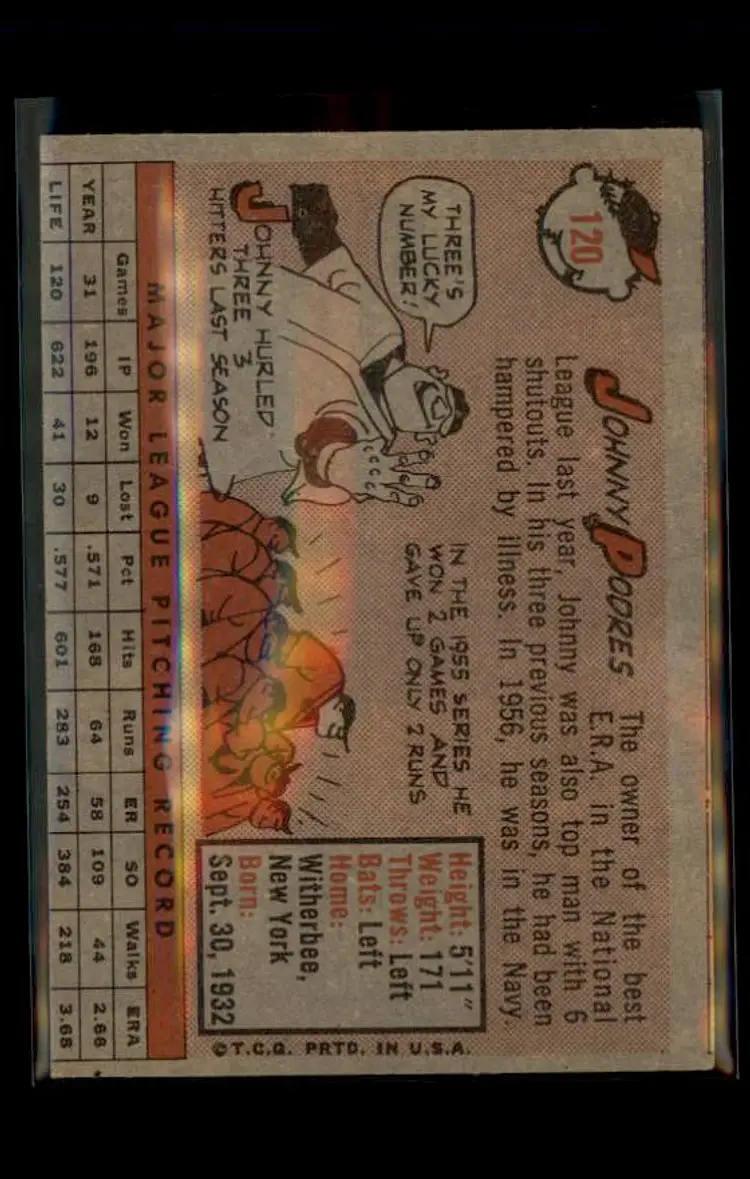 120
JOHNNY PODRES
The owner of the best
E.R.A. in the National
League last year, Johnny was also top man with 6
shutouts. In his three previous seasons, he had been
hampered by illness. In 1956, he was in the Navy.
THREE'S
MY LUCKY
NUMBER!
JOHNNY HURLED
THREE 3
HITTERS LAST SEASON
IN THE 1955 SERIES HE
WON 2 GAMES AND
GAVE UP ONLY 2 RUNS
Height: 5'11"
Weight: 171
Throws: Left
Bats: Left
Home:
Witherbee,
New York
Born:
Sept. 30, 1932
©T.C.G. PRTD. IN U.S.A.
MAJOR LEAGUE PITCHING RECORD
Games IP Won Lost Pct Hits Runs ER SO Walks ERA
YEAR 31 196 12 9 .571 168 64 58 109 44 2.66
LIFE 120 622 41 30 .577 601 283 254 384 218 3.68